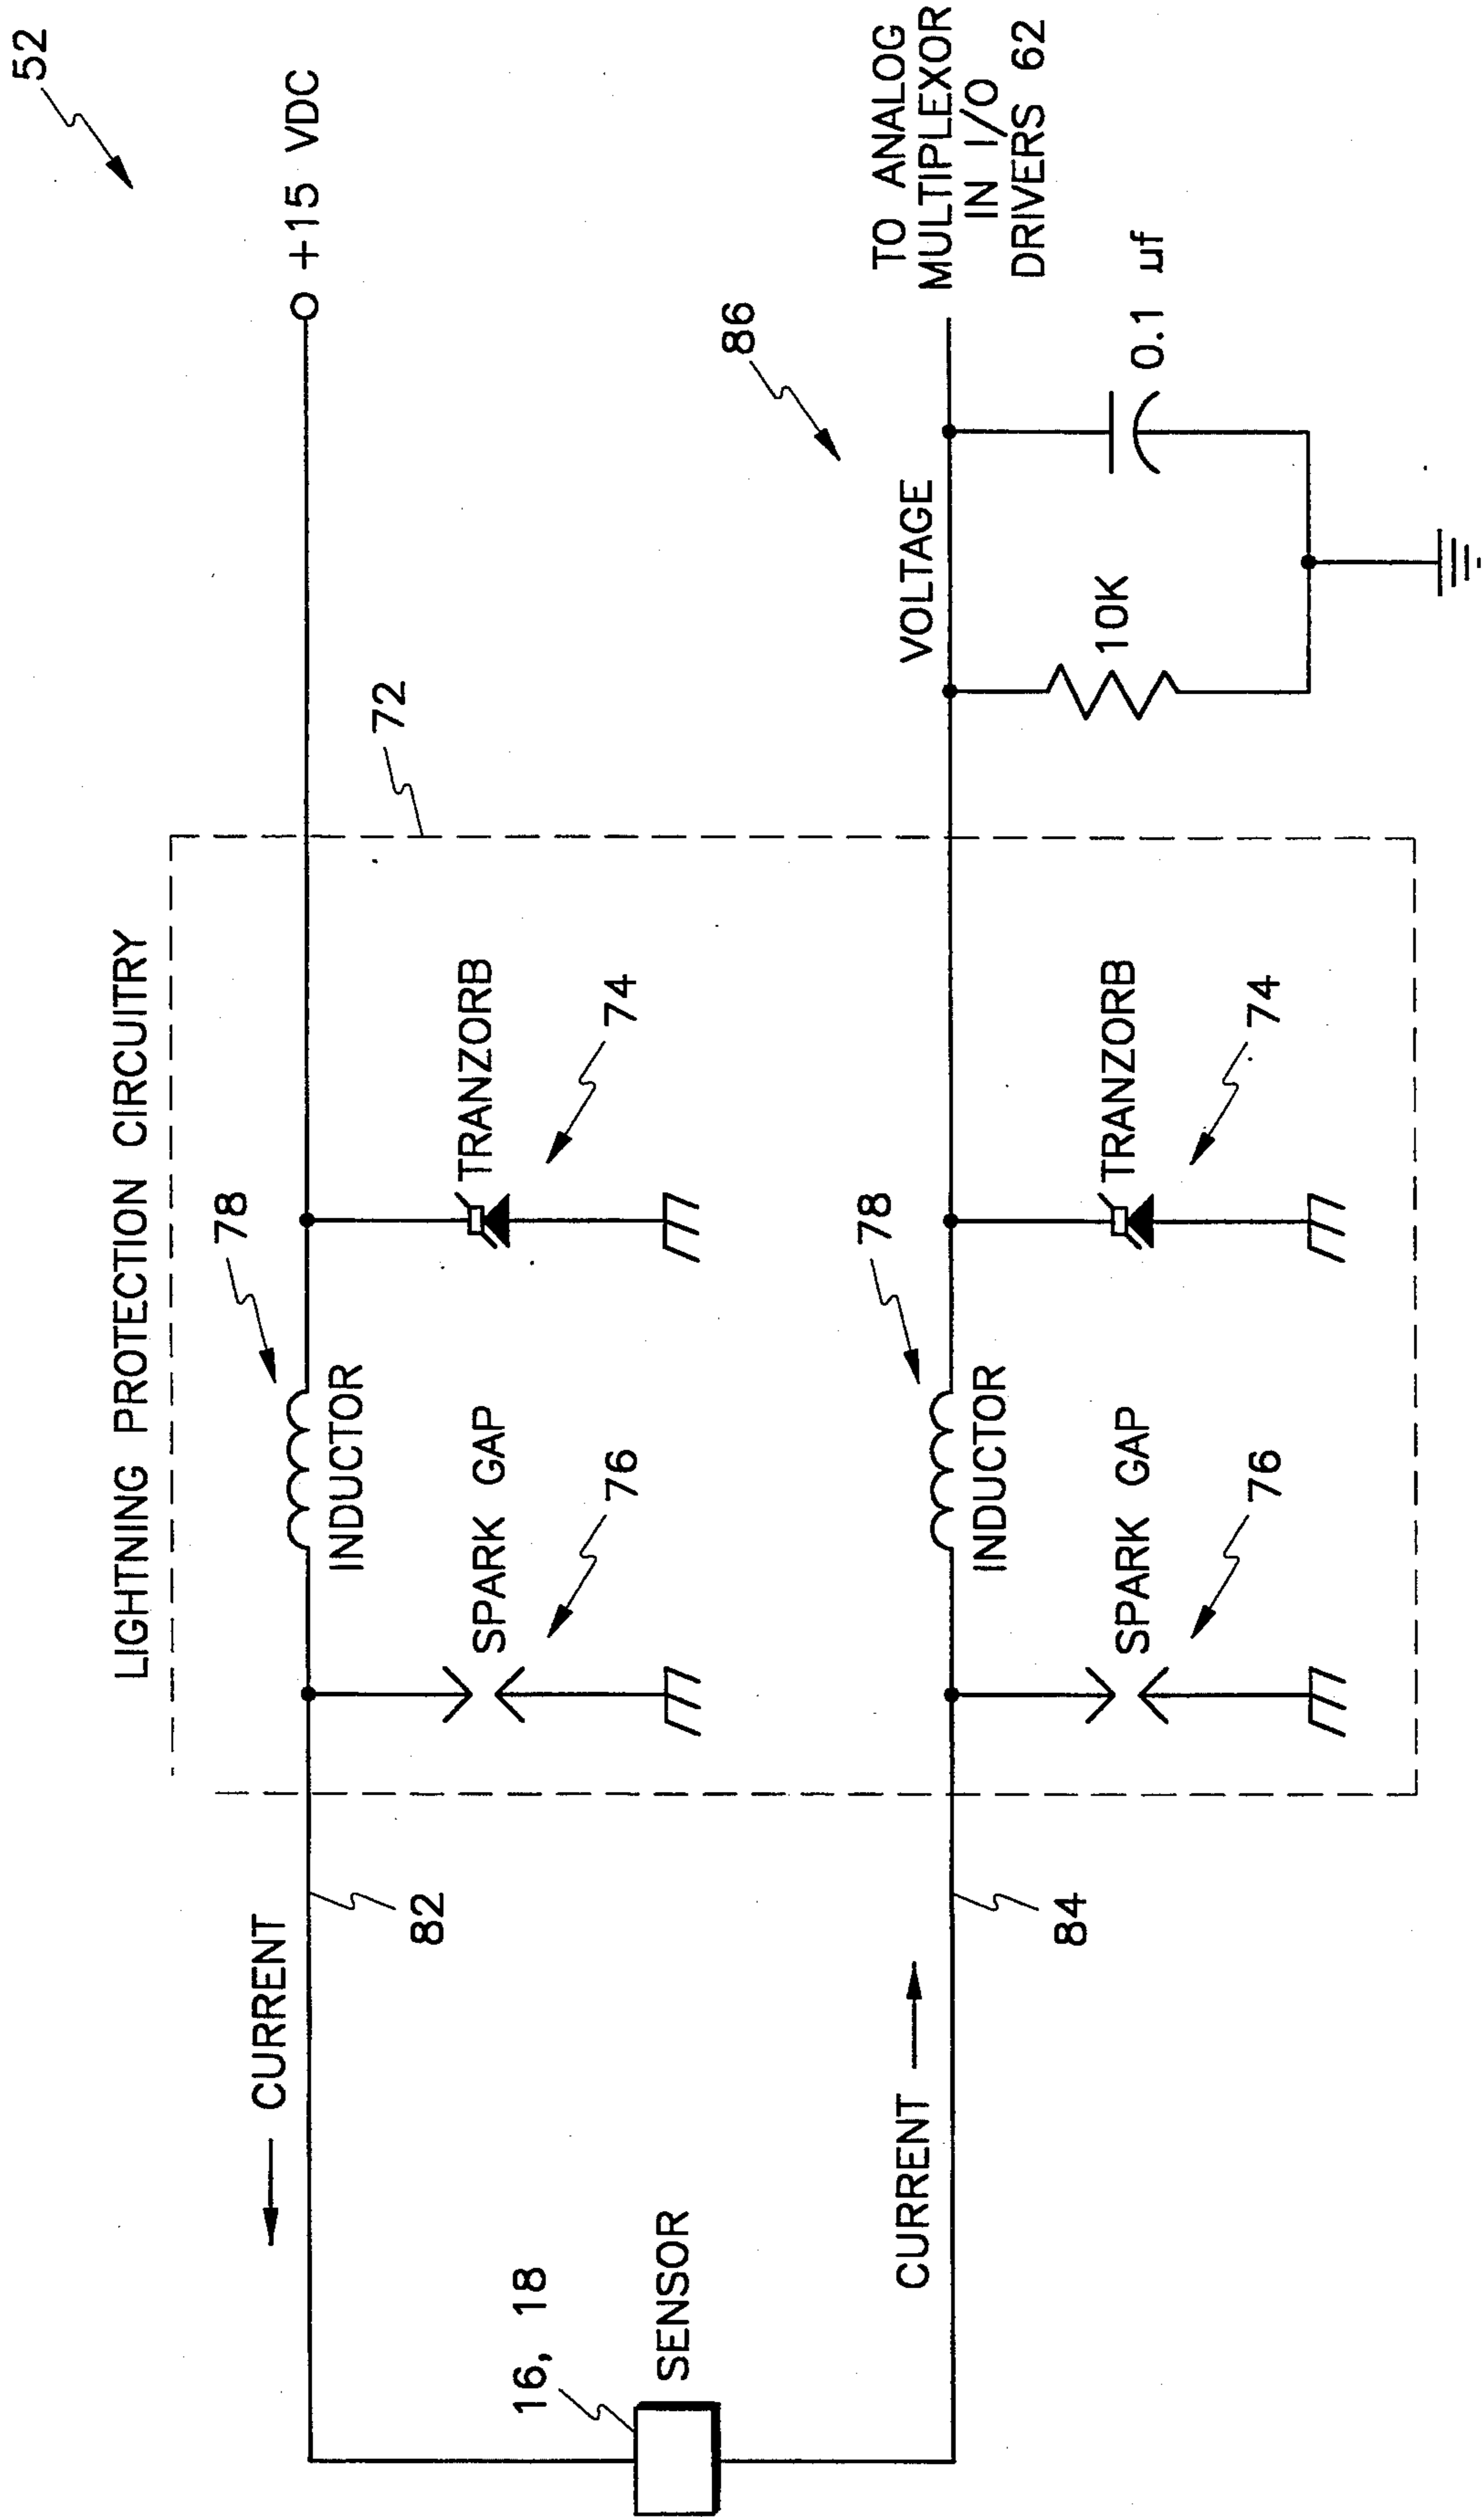 52
+15 VDC
LIGHTNING PROTECTION CIRCUITRY
72
CURRENT
82
78
INDUCTOR
SPARK GAP
76
TRANZORB
74
16, 18
SENSOR
86
TO ANALOG
MULTIPLEXOR
IN I/O
DRIVERS 62
CURRENT
84
78
INDUCTOR
SPARK GAP
76
TRANZORB
74
VOLTAGE
10K
0.1 µf